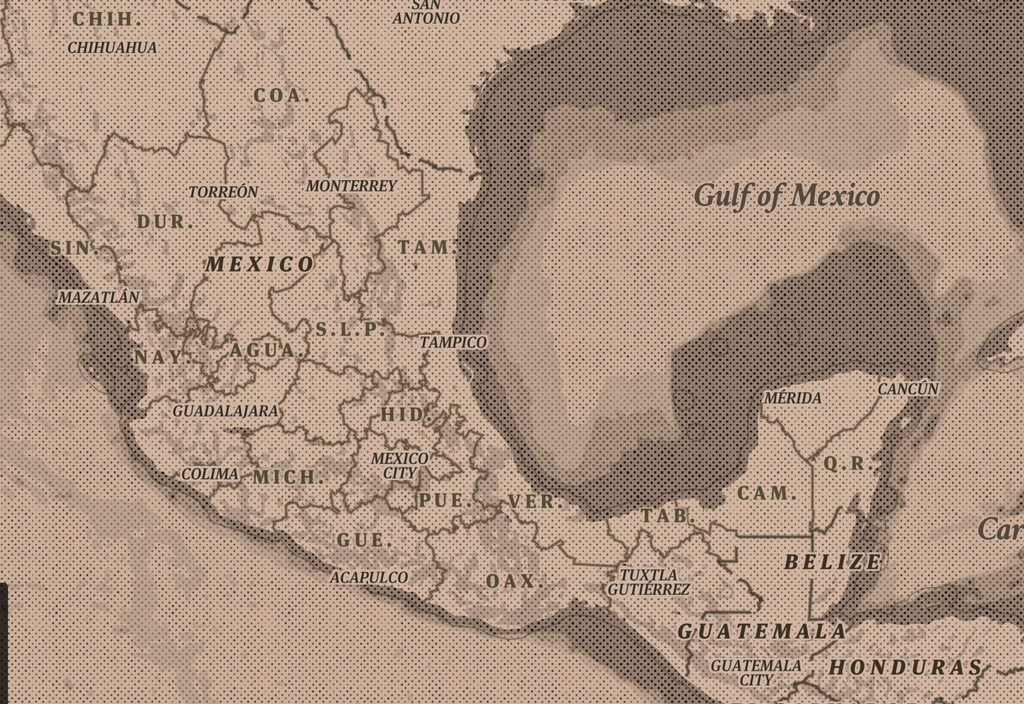 SAN
ANTONIO
CHIH.
CHIHUAHUA
COA.
TORREÓN
MONTERREY
Gulf of Mexico
DUR.
SIN.
TAM.
MEXICO
MAZATLÁN
S.L.P.
TAMPICO
NAY.
AGUA.
CANCÚN
MÉRIDA
GUADALAJARA
HID.
MEXICO
CITY
Q.R.
COLIMA
MICH.
CAM.
PUE.
VER.
TAB.
Car
GUE.
BELIZE
ACAPULCO
OAX.
TUXTLA
GUTIÉRREZ
GUATEMALA
GUATEMALA
CITY
HONDURAS